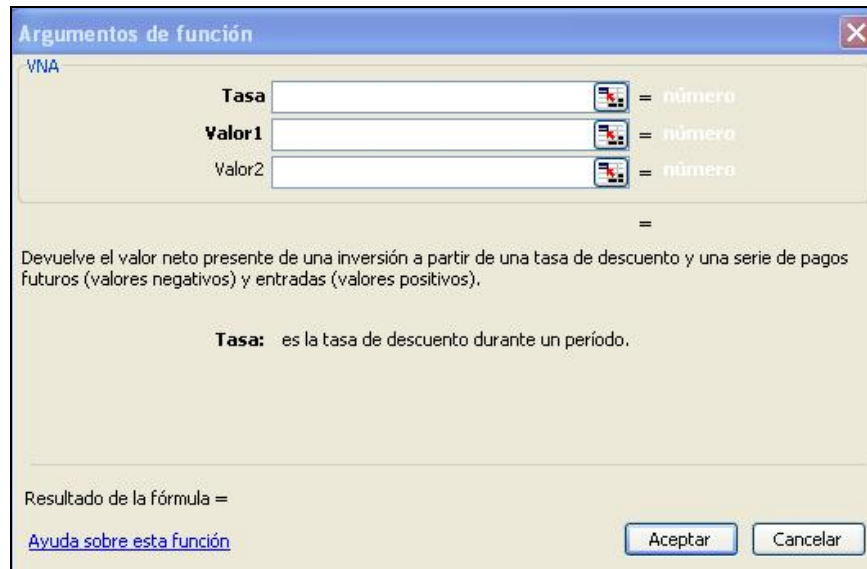 Argumentos de función
VNA
Tasa = número
Valor1 = número
Valor2 = número
=
Devuelve el valor neto presente de una inversión a partir de una tasa de descuento y una serie de pagos
futuros (valores negativos) y entradas (valores positivos).
Tasa: es la tasa de descuento durante un período.
Resultado de la fórmula =
Ayuda sobre esta función
Aceptar
Cancelar